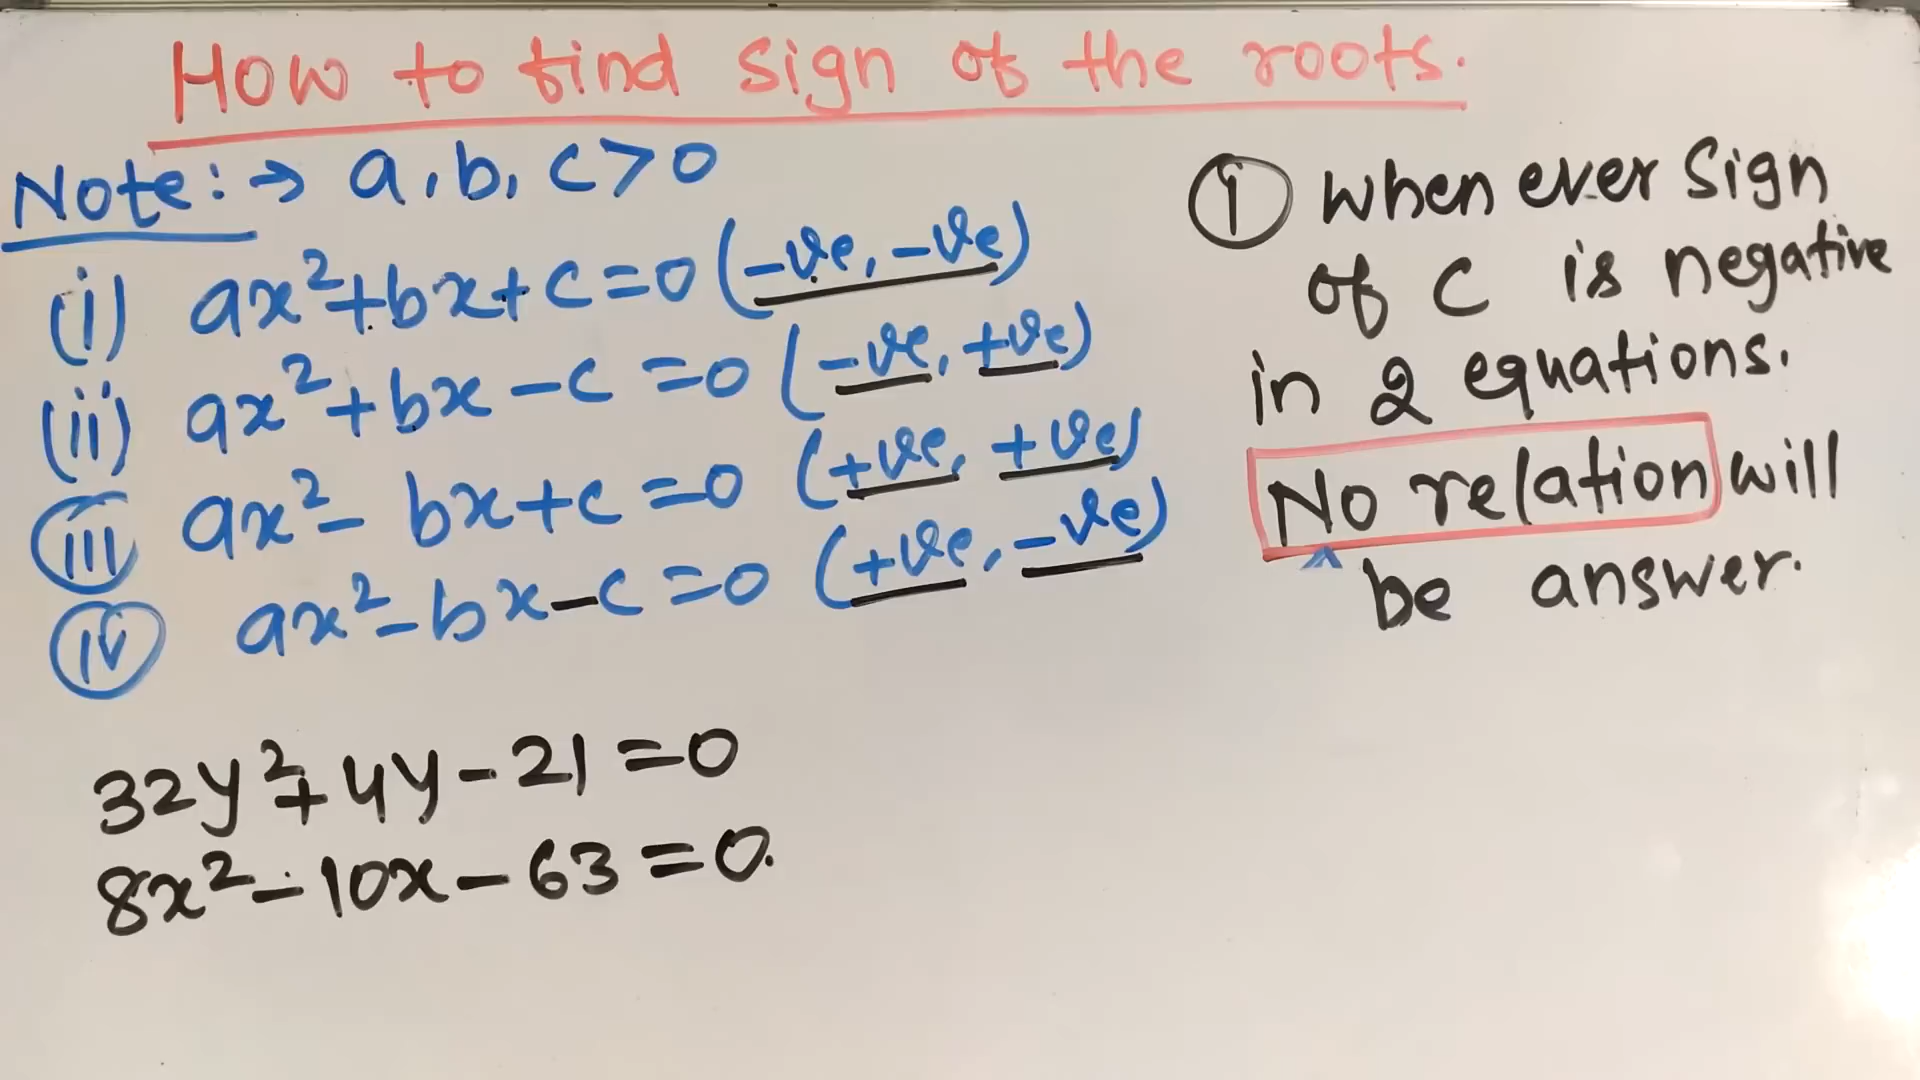 How to find sign of the roots.
Note:→ a, b, c>0
(i) ax²+bx+c=0 (-ve, -ve)
(ii) ax²+bx-c=0 (-ve, +ve)
(iii) ax²-bx+c=0 (+ve, +ve)
(iv) ax²-bx-c=0 (+ve, -ve)
32y²+4y-21=0
8x²-10x-63=0.
(1) when ever sign
of c is negative
in 2 equations.
No relation will
be answer.